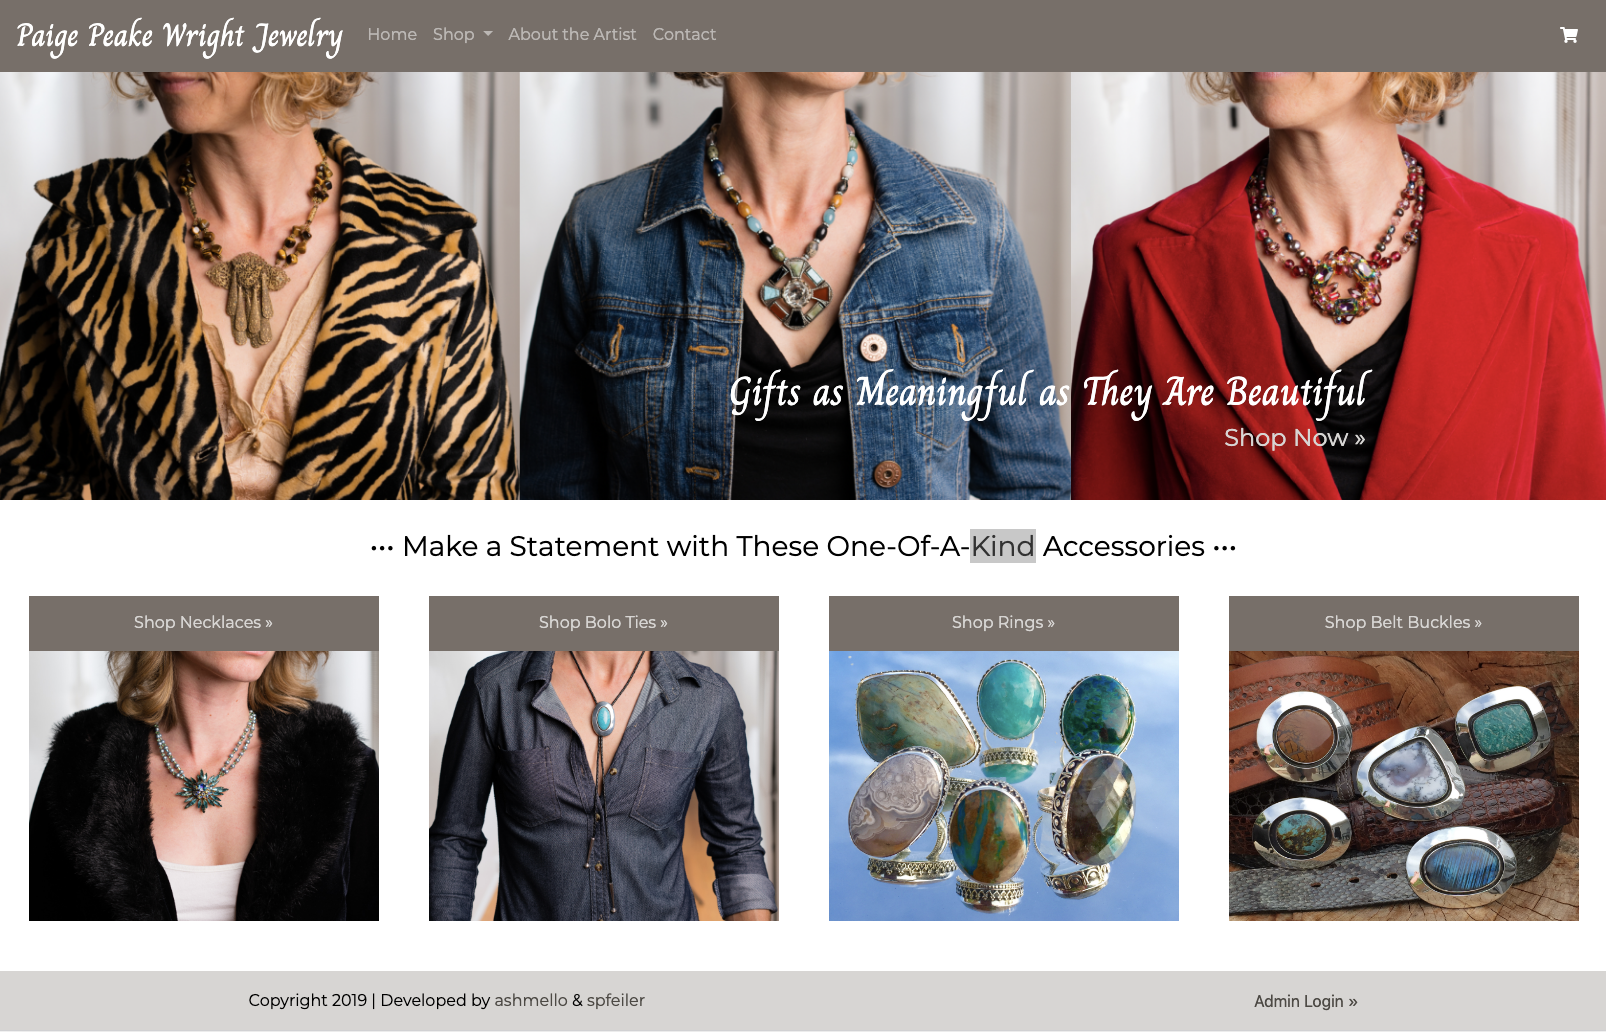 Paige Peake Wright Jewelry Home Shop About the Artist Contact
Gifts as Meaningful as They Are Beautiful
Shop Now »
••• Make a Statement with These One-Of-A-Kind Accessories •••
Shop Necklaces »
Shop Bolo Ties »
Shop Rings »
Shop Belt Buckles »
Copyright 2019 | Developed by ashmello & spfeiler
Admin Login »